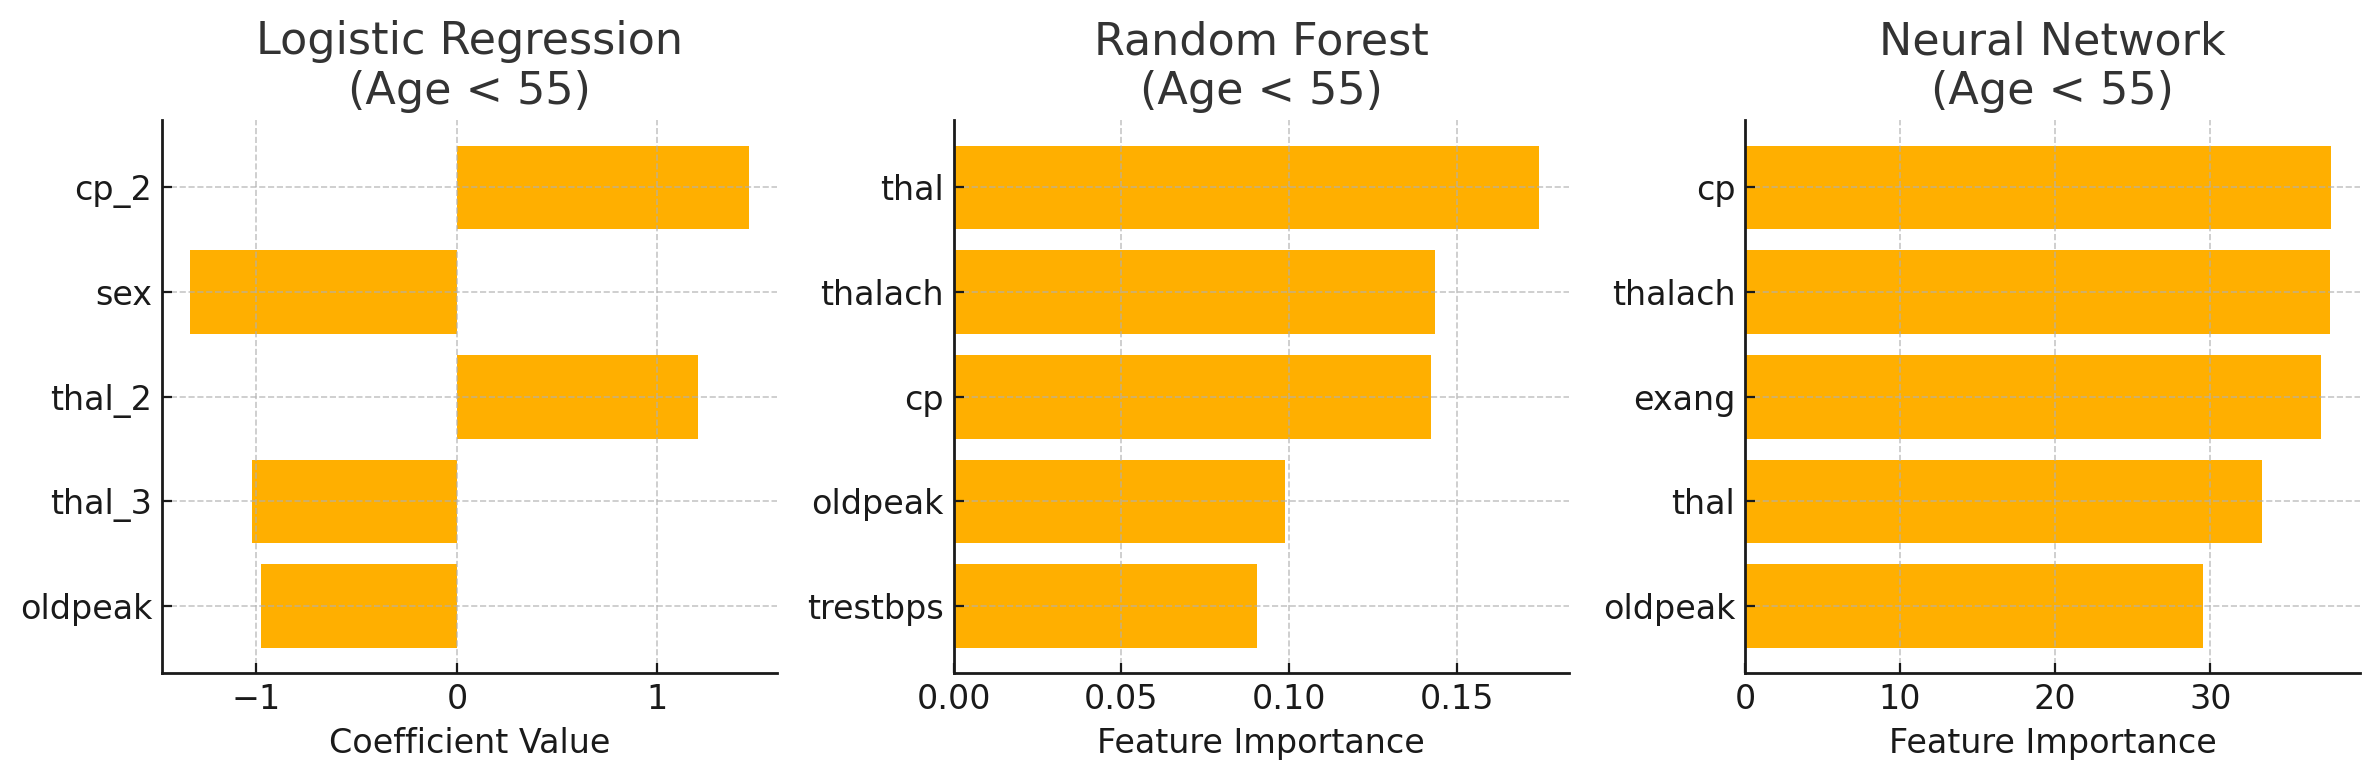 Logistic Regression
(Age < 55)
cp_2
sex
thal_2
thal_3
oldpeak
−1 0 1
Coefficient Value
Random Forest
(Age < 55)
thal
thalach
cp
oldpeak
trestbps
0.00 0.05 0.10 0.15
Feature Importance
Neural Network
(Age < 55)
cp
thalach
exang
thal
oldpeak
0 10 20 30
Feature Importance